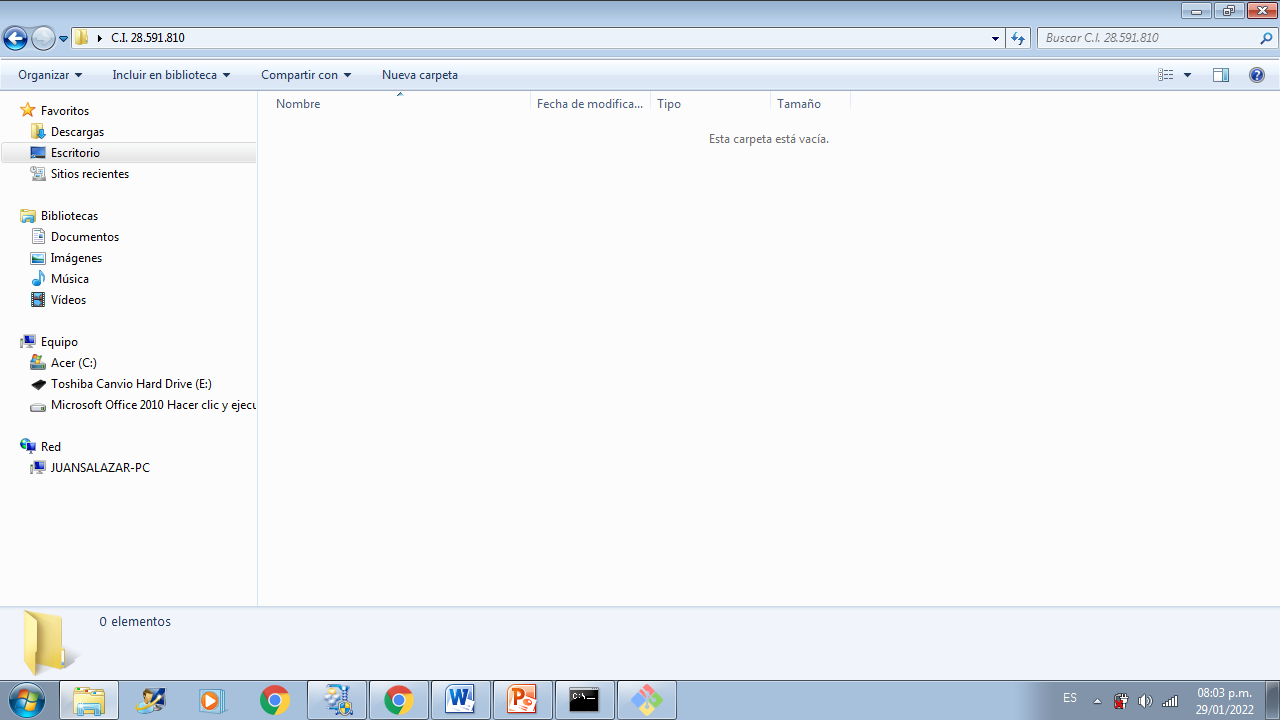 C.I. 28.591.810
Buscar C.I. 28.591.810
Organizar Incluir en biblioteca Compartir con Nueva carpeta
Nombre Fecha de modifica... Tipo Tamaño
Esta carpeta está vacía.
Favoritos
Descargas
Escritorio
Sitios recientes
Bibliotecas
Documentos
Imágenes
Música
Vídeos
Equipo
Acer (C:)
Toshiba Canvio Hard Drive (E:)
Microsoft Office 2010 Hacer clic y ejecu
Red
JUANSALAZAR-PC
0 elementos
ES
08:03 p.m.
29/01/2022